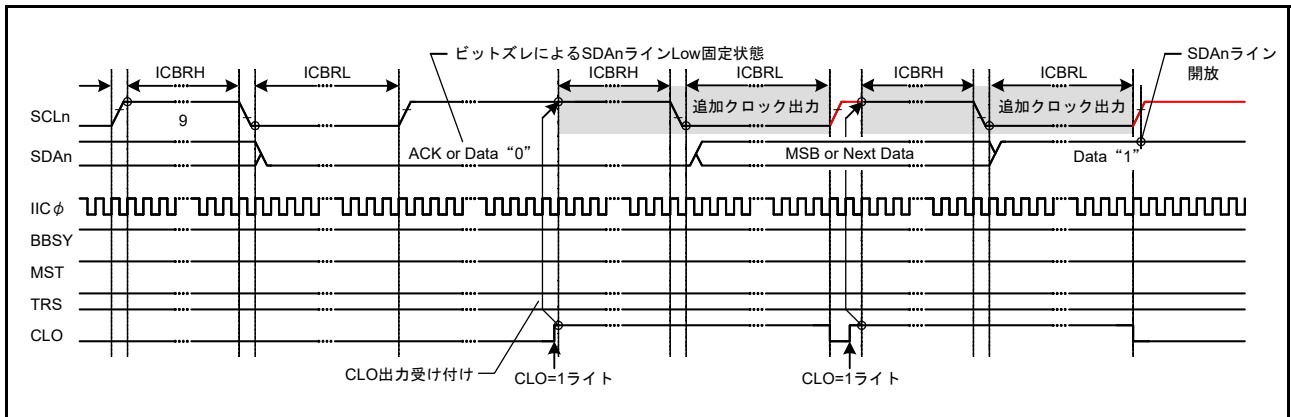 ビットズレによるSDAnラインLow固定状態
SDAnライン
開放
ICBRH
ICBRL
ICBRH
ICBRL
ICBRH
ICBRL
SCLn
9
追加クロック出力
追加クロック出力
SDAn
ACK or Data “0”
MSB or Next Data
Data “1”
IICφ
BBSY
MST
TRS
CLO
CLO出力受け付け
CLO=1ライト
CLO=1ライト